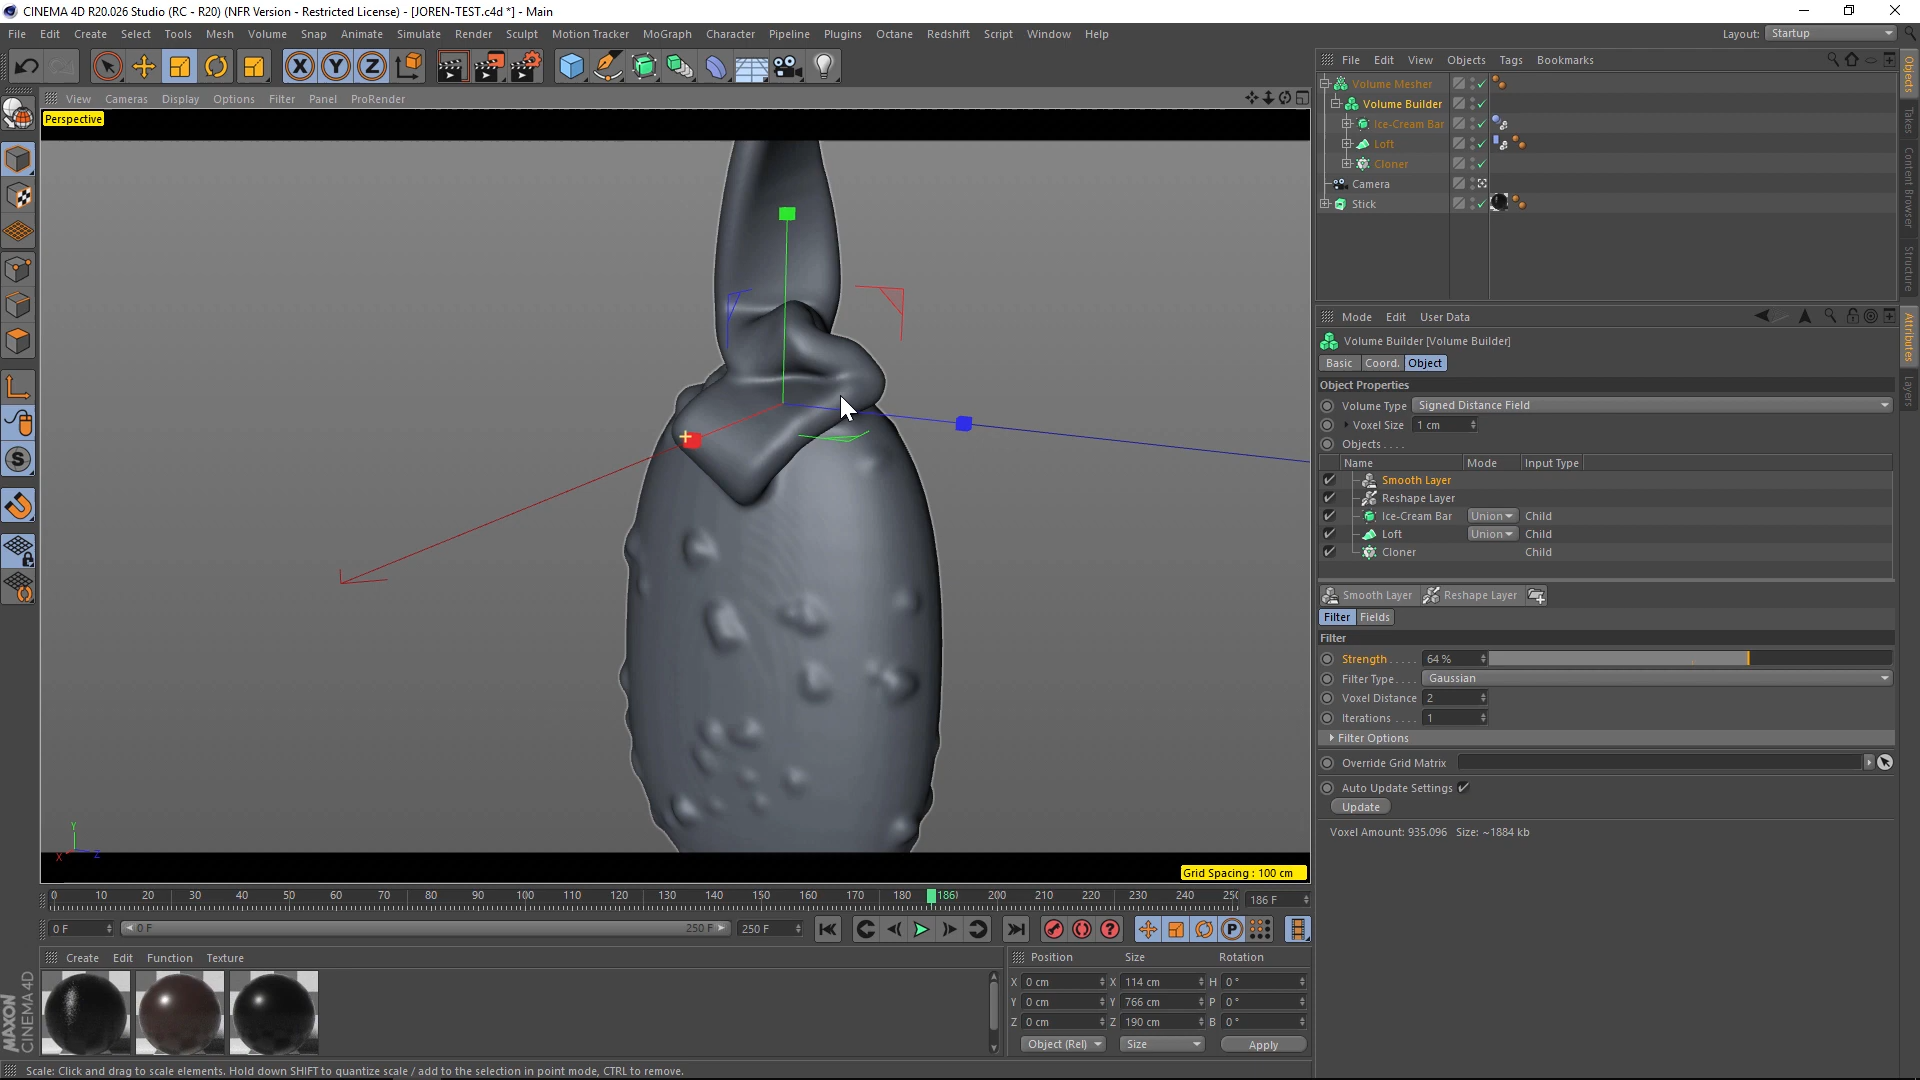 CINEMA 4D R20.026 Studio (RC - R20) (NFR Version - Restricted License) - [JOREN-TEST.c4d *] - Main
File Edit Create Select Tools Mesh Volume Snap Animate Simulate Render Sculpt Motion Tracker MoGraph Character Pipeline Plugins Octane Redshift Script Window Help
Layout: Startup
X Y Z
View Cameras Display Options Filter Panel ProRender
Perspective
File Edit View Objects Tags Bookmarks
Volume Mesher
Volume Builder
Ice-Cream Bar
Loft
Cloner
Camera
Stick
Objects
Takes
Content Browser
Structure
Attributes
Layers
Mode Edit User Data
Volume Builder [Volume Builder]
Basic Coord. Object
Object Properties
Volume Type Signed Distance Field
Voxel Size 1 cm
Objects . . . .
Name Mode Input Type
Smooth Layer
Reshape Layer
Ice-Cream Bar Union Child
Loft Union Child
Cloner Child
Smooth Layer Reshape Layer
Filter Fields
Filter
Strength . . . . . 64 %
Filter Type. . . . Gaussian
Voxel Distance 2
Iterations . . . . 1
Filter Options
Override Grid Matrix
Auto Update Settings
Update
Voxel Amount: 935.096 Size: ~1884 kb
Y
X Z
Grid Spacing : 100 cm
0 10 20 30 40 50 60 70 80 90 100 110 120 130 140 150 160 170 180 186 200 210 220 230 240 186 F
0 F 0 F 250 F 250 F
P
Create Edit Function Texture
Position Size Rotation
X 0 cm X 114 cm H 0 °
Y 0 cm Y 766 cm P 0 °
Z 0 cm Z 190 cm B 0 °
Object (Rel) Size Apply
MAXON
CINEMA 4D
Scale: Click and drag to scale elements. Hold down SHIFT to quantize scale / add to the selection in point mode, CTRL to remove.